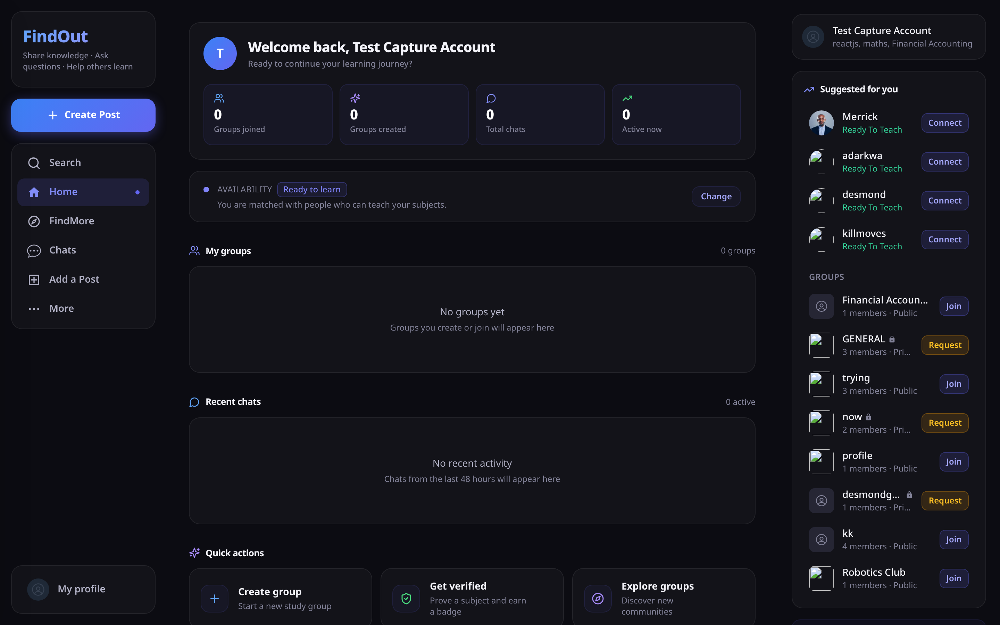 FindOut
Share knowledge · Ask
questions · Help others learn
Create Post
Search
Home
FindMore
Chats
Add a Post
More
My profile
T
Welcome back, Test Capture Account
Ready to continue your learning journey?
0
Groups joined
0
Groups created
0
Total chats
0
Active now
AVAILABILITY Ready to learn
You are matched with people who can teach your subjects.
Change
My groups
0 groups
No groups yet
Groups you create or join will appear here
Recent chats
0 active
No recent activity
Chats from the last 48 hours will appear here
Quick actions
Create group
Start a new study group
Get verified
Prove a subject and earn
a badge
Explore groups
Discover new
communities
Test Capture Account
reactjs, maths, Financial Accounting
Suggested for you
Merrick
Ready To Teach
Connect
adarkwa
Ready To Teach
Connect
desmond
Ready To Teach
Connect
killmoves
Ready To Teach
Connect
GROUPS
Financial Accoun...
1 members · Public
Join
GENERAL
3 members · Pri...
Request
trying
3 members · Public
Join
now
2 members · Pri...
Request
profile
1 members · Public
Join
desmondg...
1 members · Pri...
Request
kk
4 members · Public
Join
Robotics Club
1 members · Public
Join